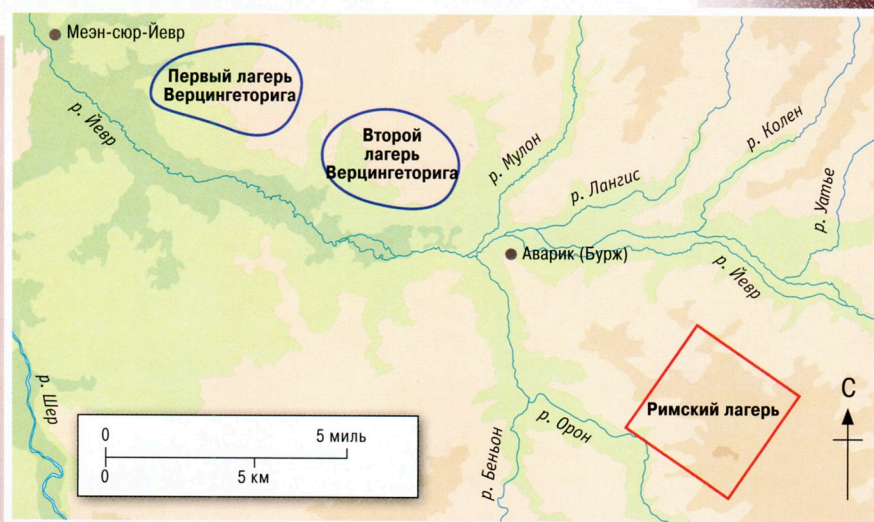 Меэн-сюр-Йевр
Первый лагерь
Верцингеторига
р. Йевр
Второй
лагерь
Верцингеторига
р. Мулон
р. Лангис
р. Колен
р. Уатье
Аварик (Бурж)
р. Йевр
р. Шер
Римский лагерь
С
р. Орон
р. Беньон
0
5 миль
0
5 км